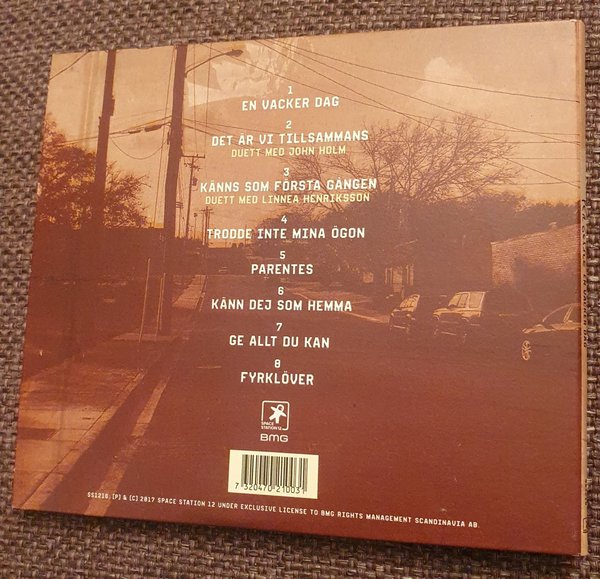 1
EN VACKER DAG
2
DET ÄR VI TILLSAMMANS
DUETT MED JOHN HOLM
3
KÄNNS SOM FÖRSTA GÅNGEN
DUETT MED LINNEA HENRIKSSON
4
TRODDE INTE MINA ÖGON
5
PARENTES
6
KÄNN DEJ SOM HEMMA
7
GE ALLT DU KAN
8
FYRKLÖVER
SPACE
STATION 12
BMG
7 320470 210031
SS1216, [P] & [C] 2017 SPACE STATION 12 UNDER EXCLUSIVE LICENSE TO BMG RIGHTS MANAGEMENT SCANDINAVIA AB.